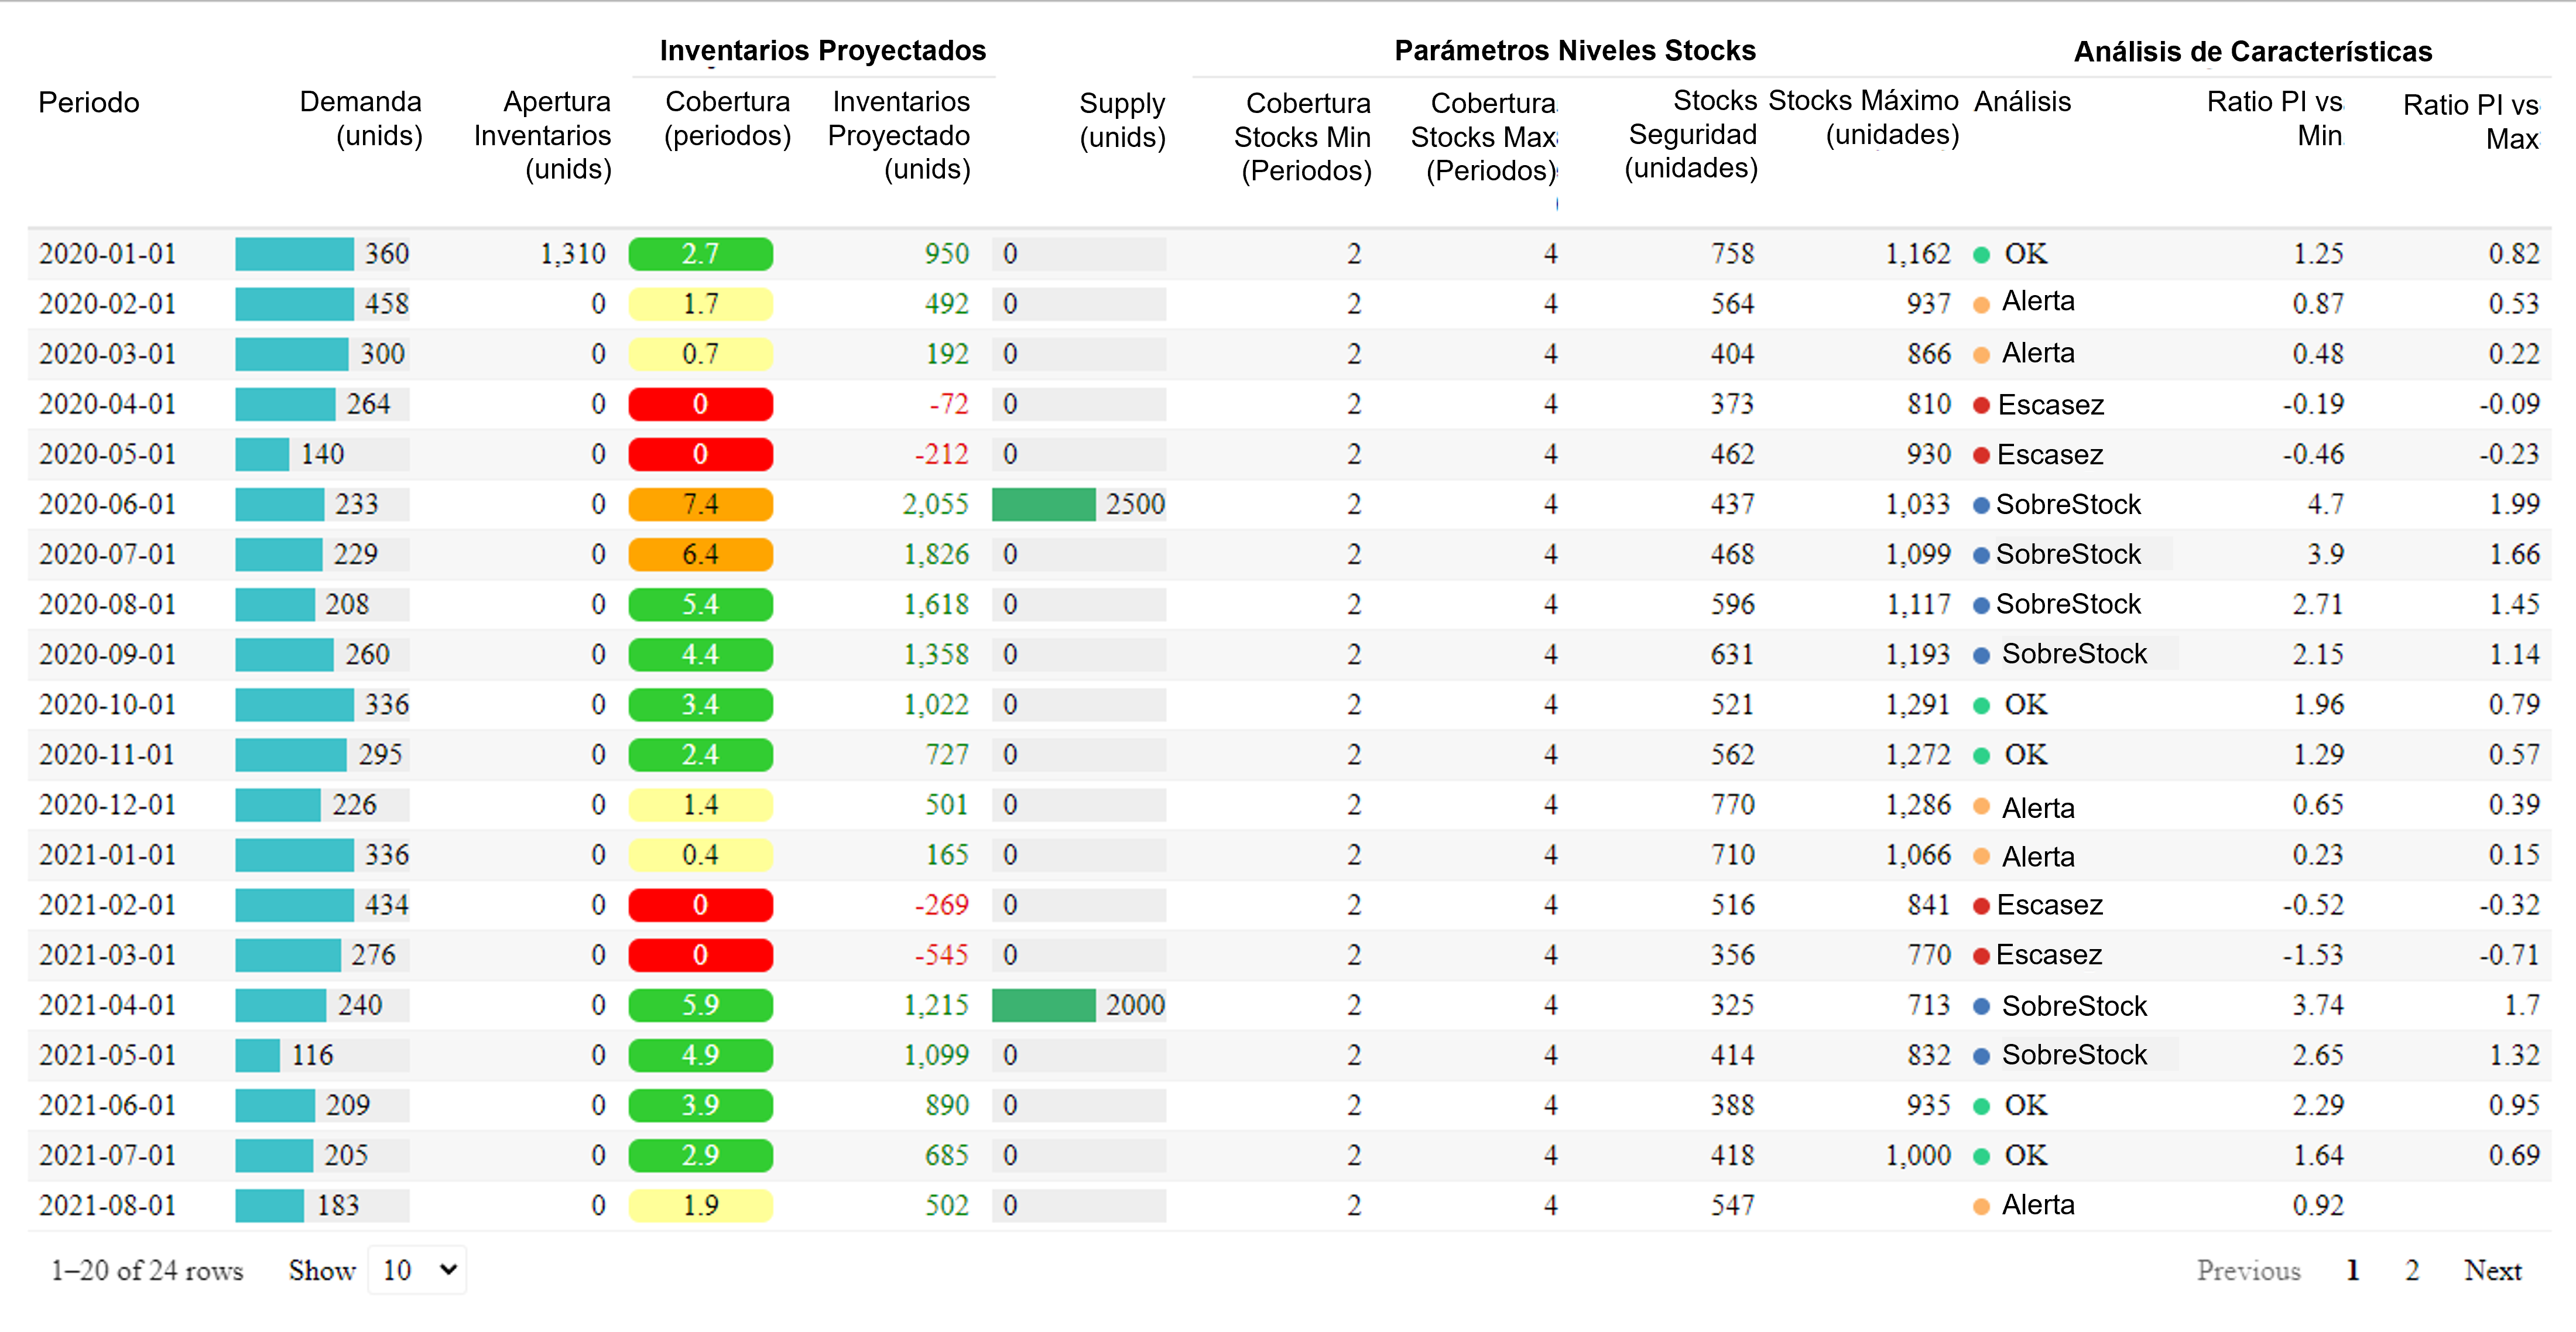 Inventarios Proyectados Parámetros Niveles Stocks Análisis de Características
Periodo Demanda (unids) Apertura Inventarios (unids) Cobertura (periodos) Inventarios Proyectado (unids) Supply (unids) Cobertura Stocks Min (Periodos) Cobertura Stocks Max (Periodos) Stocks Seguridad (unidades) Stocks Máximo (unidades) Análisis Ratio PI vs Min Ratio PI vs Max
2020-01-01 360 1,310 2.7 950 0 2 4 758 1,162 OK 1.25 0.82
2020-02-01 458 0 1.7 492 0 2 4 564 937 Alerta 0.87 0.53
2020-03-01 300 0 0.7 192 0 2 4 404 866 Alerta 0.48 0.22
2020-04-01 264 0 0 -72 0 2 4 373 810 Escasez -0.19 -0.09
2020-05-01 140 0 0 -212 0 2 4 462 930 Escasez -0.46 -0.23
2020-06-01 233 0 7.4 2,055 2500 2 4 437 1,033 SobreStock 4.7 1.99
2020-07-01 229 0 6.4 1,826 0 2 4 468 1,099 SobreStock 3.9 1.66
2020-08-01 208 0 5.4 1,618 0 2 4 596 1,117 SobreStock 2.71 1.45
2020-09-01 260 0 4.4 1,358 0 2 4 631 1,193 SobreStock 2.15 1.14
2020-10-01 336 0 3.4 1,022 0 2 4 521 1,291 OK 1.96 0.79
2020-11-01 295 0 2.4 727 0 2 4 562 1,272 OK 1.29 0.57
2020-12-01 226 0 1.4 501 0 2 4 770 1,286 Alerta 0.65 0.39
2021-01-01 336 0 0.4 165 0 2 4 710 1,066 Alerta 0.23 0.15
2021-02-01 434 0 0 -269 0 2 4 516 841 Escasez -0.52 -0.32
2021-03-01 276 0 0 -545 0 2 4 356 770 Escasez -1.53 -0.71
2021-04-01 240 0 5.9 1,215 2000 2 4 325 713 SobreStock 3.74 1.7
2021-05-01 116 0 4.9 1,099 0 2 4 414 832 SobreStock 2.65 1.32
2021-06-01 209 0 3.9 890 0 2 4 388 935 OK 2.29 0.95
2021-07-01 205 0 2.9 685 0 2 4 418 1,000 OK 1.64 0.69
2021-08-01 183 0 1.9 502 0 2 4 547 Alerta 0.92
1–20 of 24 rows Show 10 Previous 1 2 Next